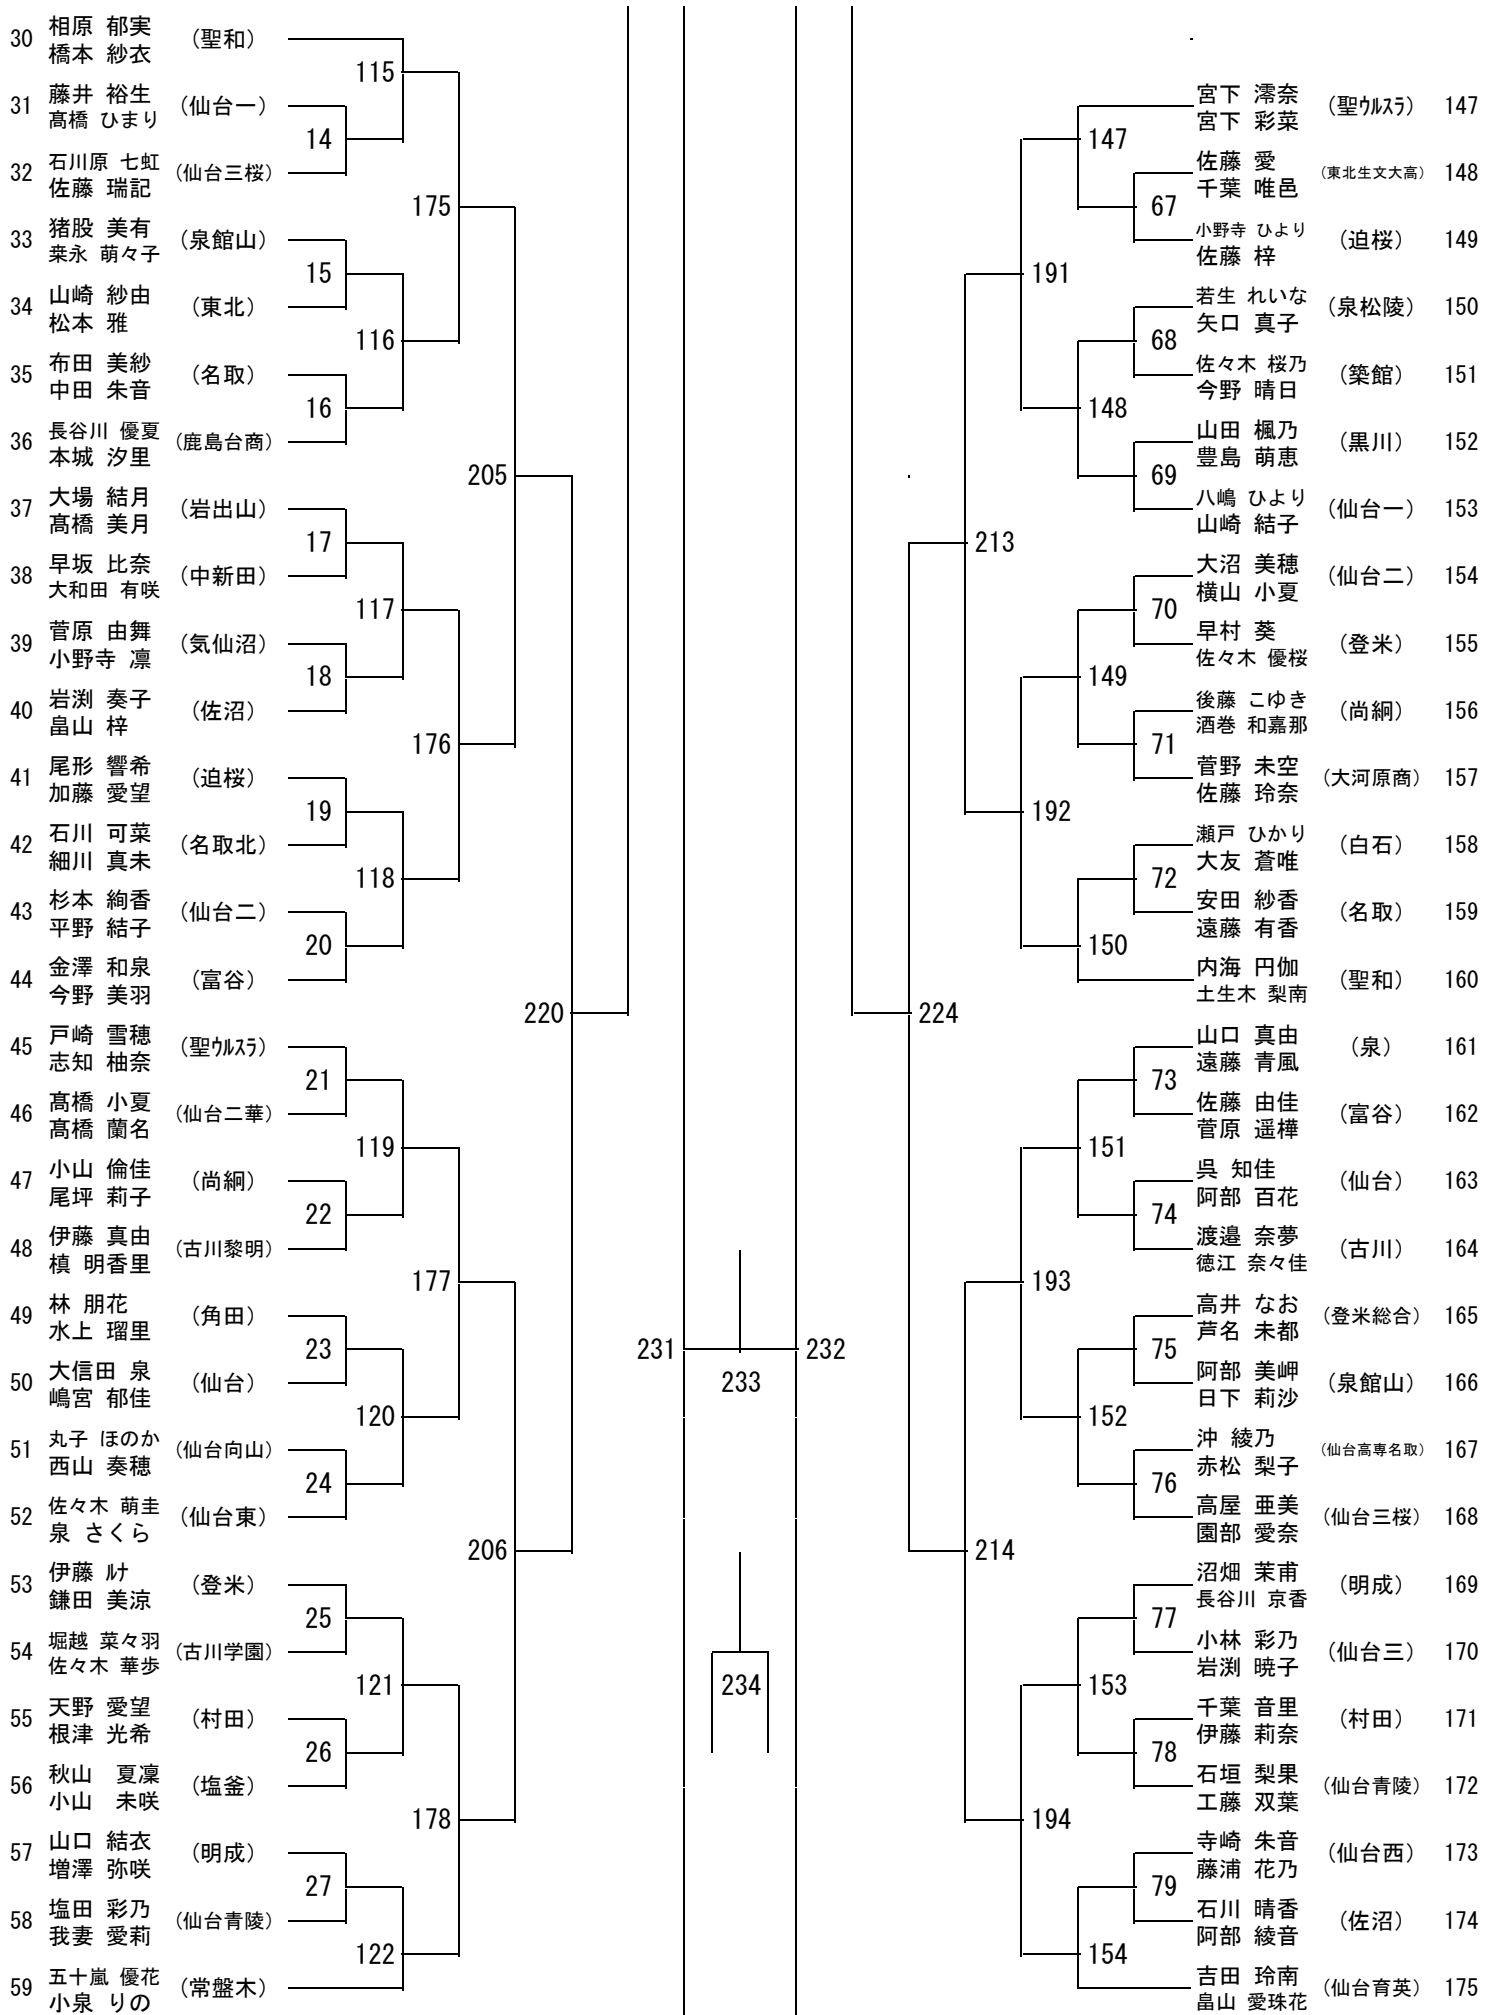 30 相原 郁実 (聖和)
橋本 紗衣
115
31 藤井 裕生 (仙台一)
髙橋 ひまり
14
32 石川原 七虹 (仙台三桜)
佐藤 瑞記
175
33 猪股 美有 (泉館山)
桒永 萌々子
15
34 山崎 紗由 (東北)
松本 雅
116
35 布田 美紗 (名取)
中田 朱音
16
36 長谷川 優夏 (鹿島台商)
本城 汐里
205
37 大場 結月 (岩出山)
髙橋 美月
17
38 早坂 比奈 (中新田)
大和田 有咲
117
39 菅原 由舞 (気仙沼)
小野寺 凛
18
40 岩渕 奏子 (佐沼)
畠山 梓
176
41 尾形 響希 (迫桜)
加藤 愛望
19
42 石川 可菜 (名取北)
細川 真未
118
43 杉本 絢香 (仙台二)
平野 結子
20
44 金澤 和泉 (富谷)
今野 美羽
220
45 戸崎 雪穂 (聖ウルスラ)
志知 柚奈
21
46 髙橋 小夏 (仙台二華)
髙橋 蘭名
119
47 小山 倫佳 (尚絅)
尾坪 莉子
22
48 伊藤 真由 (古川黎明)
槙 明香里
177
49 林 朋花 (角田)
水上 瑠里
23
50 大信田 泉 (仙台)
嶋宮 郁佳
120
51 丸子 ほのか (仙台向山)
西山 奏穂
24
52 佐々木 萌圭 (仙台東)
泉 さくら
206
53 伊藤 ルナ (登米)
鎌田 美涼
25
54 堀越 菜々羽 (古川学園)
佐々木 華歩
121
55 天野 愛望 (村田)
根津 光希
26
56 秋山 夏凜 (塩釜)
小山 未咲
178
57 山口 結衣 (明成)
増澤 弥咲
27
58 塩田 彩乃 (仙台青陵)
我妻 愛莉
122
59 五十嵐 優花 (常盤木)
小泉 りの
231
232
233
234
宮下 澪奈 (聖ウルスラ) 147
宮下 彩菜
147
佐藤 愛 (東北生文大高) 148
千葉 唯邑
67
小野寺 ひより (迫桜) 149
佐藤 梓
191
若生 れいな (泉松陵) 150
矢口 真子
68
佐々木 桜乃 (築館) 151
今野 晴日
148
山田 楓乃 (黒川) 152
豊島 萌恵
69
八嶋 ひより (仙台一) 153
山崎 結子
213
大沼 美穂 (仙台二) 154
横山 小夏
70
早村 葵 (登米) 155
佐々木 優桜
149
後藤 こゆき (尚絅) 156
酒巻 和嘉那
71
菅野 未空 (大河原商) 157
佐藤 玲奈
192
瀬戸 ひかり (白石) 158
大友 蒼唯
72
安田 紗香 (名取) 159
遠藤 有香
150
内海 円伽 (聖和) 160
土生木 梨南
224
山口 真由 (泉) 161
遠藤 青風
73
佐藤 由佳 (富谷) 162
菅原 遥樺
151
呉 知佳 (仙台) 163
阿部 百花
74
渡邉 奈夢 (古川) 164
徳江 奈々佳
193
高井 なお (登米総合) 165
芦名 未都
75
阿部 美岬 (泉館山) 166
日下 莉沙
152
沖 綾乃 (仙台高専名取) 167
赤松 梨子
76
高屋 亜美 (仙台三桜) 168
園部 愛奈
214
沼畑 茉甫 (明成) 169
長谷川 京香
77
小林 彩乃 (仙台三) 170
岩渕 暁子
153
千葉 音里 (村田) 171
伊藤 莉奈
78
石垣 梨果 (仙台青陵) 172
工藤 双葉
194
寺崎 朱音 (仙台西) 173
藤浦 花乃
79
石川 晴香 (佐沼) 174
阿部 綾音
154
吉田 玲南 (仙台育英) 175
畠山 愛珠花